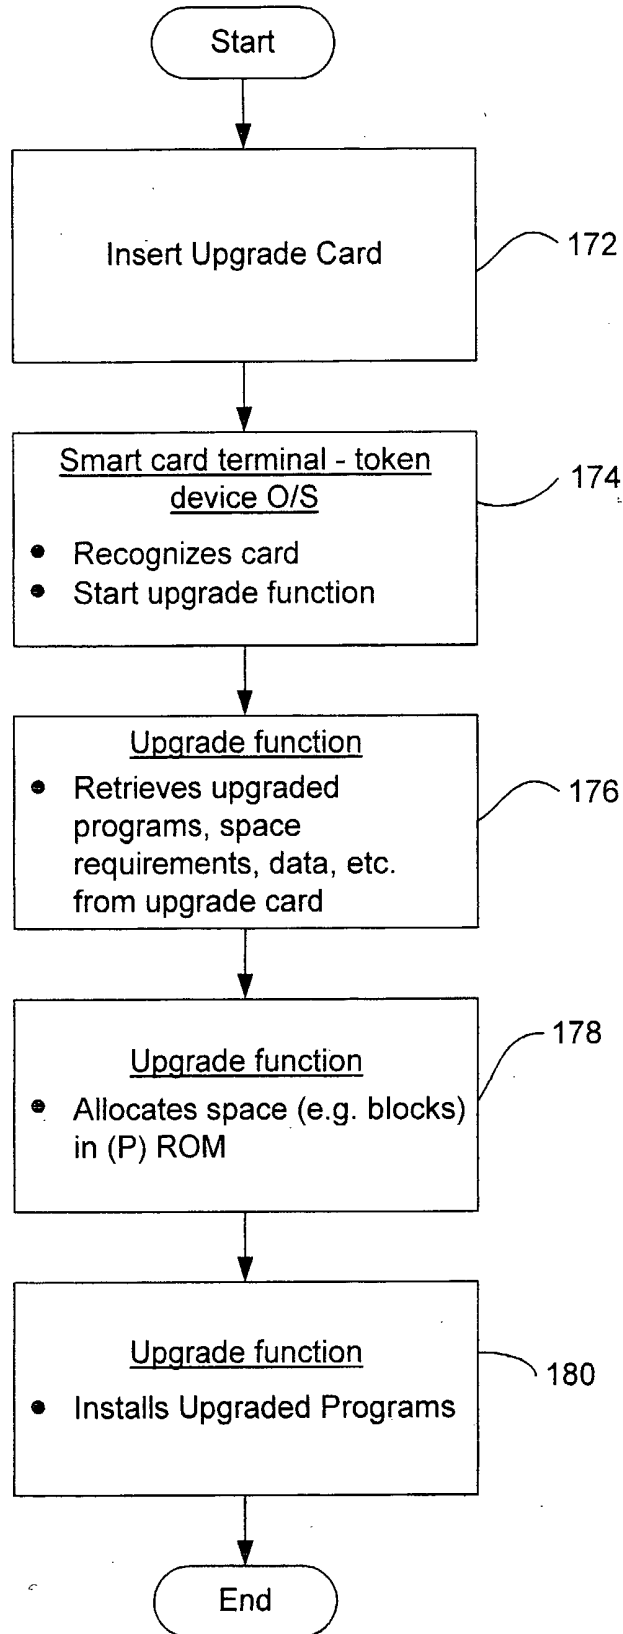 Start
Insert Upgrade Card
172
Smart card terminal - token
device O/S
• Recognizes card
• Start upgrade function
174
Upgrade function
• Retrieves upgraded
programs, space
requirements, data, etc.
from upgrade card
176
Upgrade function
• Allocates space (e.g. blocks)
in (P) ROM
178
Upgrade function
• Installs Upgraded Programs
180
End